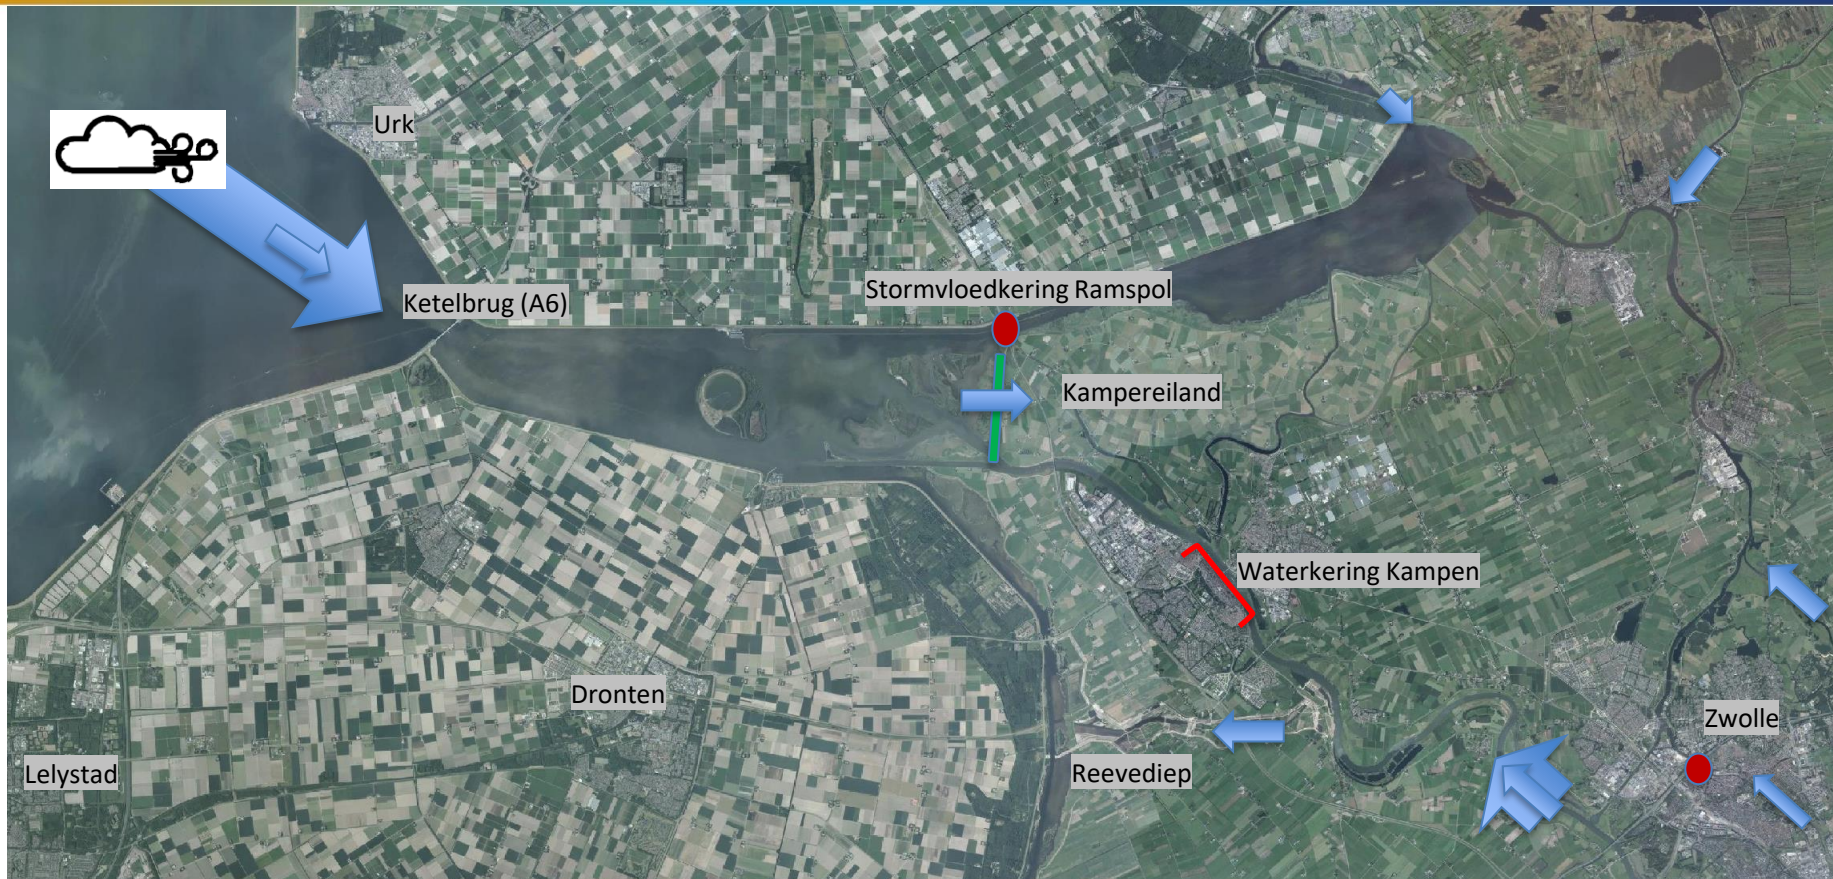 Urk
Ketelbrug (A6)
Stormvloedkering Ramspol
Kampereiland
Waterkering Kampen
Dronten
Zwolle
Lelystad
Reevediep